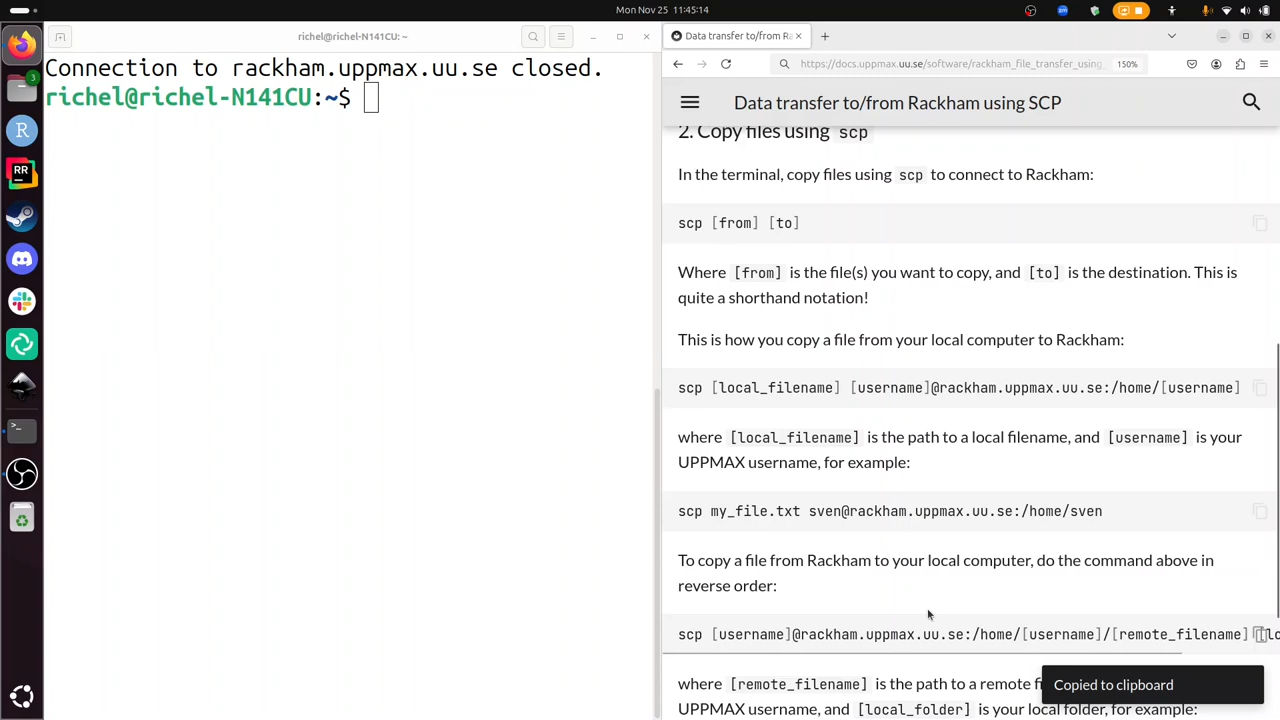 Mon Nov 25 11:45:14
richel@richel-N141CU: ~
Connection to rackham.uppmax.uu.se closed.
richel@richel-N141CU:~$
3
RR
Data transfer to/from Ra
https://docs.uppmax.uu.se/software/rackham_file_transfer_using_
150%
Data transfer to/from Rackham using SCP
2. Copy files using scp
In the terminal, copy files using scp to connect to Rackham:
scp [from] [to]
Where [from] is the file(s) you want to copy, and [to] is the destination. This is
quite a shorthand notation!
This is how you copy a file from your local computer to Rackham:
scp [local_filename] [username]@rackham.uppmax.uu.se:/home/[username]
where [local_filename] is the path to a local filename, and [username] is your
UPPMAX username, for example:
scp my_file.txt sven@rackham.uppmax.uu.se:/home/sven
To copy a file from Rackham to your local computer, do the command above in
reverse order:
scp [username]@rackham.uppmax.uu.se:/home/[username]/[remote_filename] [lo
where [remote_filename] is the path to a remote fi
UPPMAX username, and [local_folder] is your local folder, for example:
Copied to clipboard